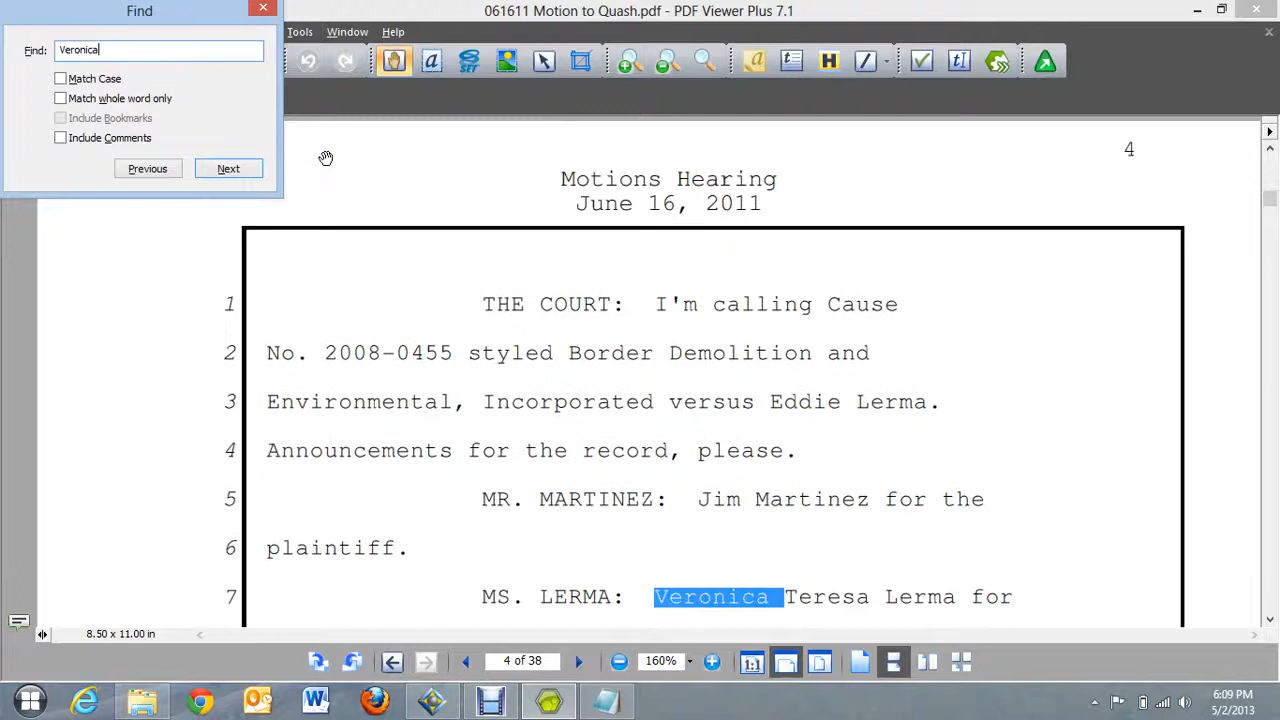 Find
061611 Motion to Quash.pdf - PDF Viewer Plus 7.1
Find: Veronica
Tools Window Help
Match Case
Match whole word only
Include Bookmarks
Include Comments
Previous Next
4
Motions Hearing
June 16, 2011
1 THE COURT: I'm calling Cause
2 No. 2008-0455 styled Border Demolition and
3 Environmental, Incorporated versus Eddie Lerma.
4 Announcements for the record, please.
5 MR. MARTINEZ: Jim Martinez for the
6 plaintiff.
7 MS. LERMA: Veronica Teresa Lerma for
8.50 x 11.00 in
4 of 38
160%
6:09 PM
5/2/2013